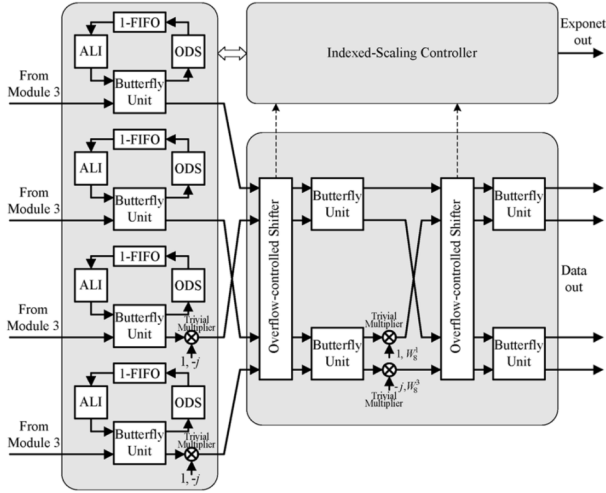 1-FIFO
ALI
ODS
From
Module 3
Butterfly
Unit
Indexed-Scaling Controller
Exponet
out
1-FIFO
ALI
ODS
From
Module 3
Butterfly
Unit
1-FIFO
ALI
ODS
From
Module 3
Butterfly
Unit
Trivial
Multiplier
1, -j
1-FIFO
ALI
ODS
From
Module 3
Butterfly
Unit
Trivial
Multiplier
1, -j
Overflow-controlled Shifter
Butterfly
Unit
Butterfly
Unit
Trivial
Multiplier
1, W₈¹
-j, W₈³
Trivial
Multiplier
Overflow-controlled Shifter
Butterfly
Unit
Data
out
Butterfly
Unit